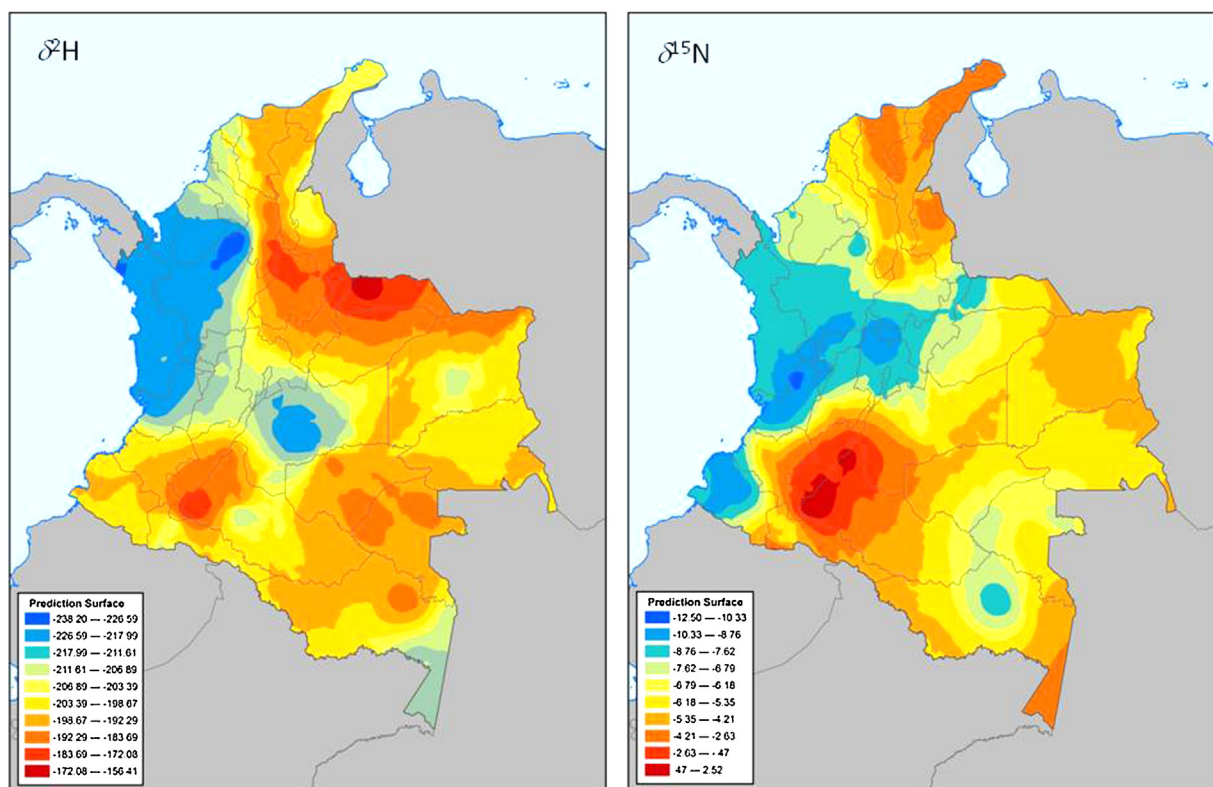 δ²H
Prediction Surface
-238 20 — -226 59
-226 59 — -217 99
-217 99 — -211 61
-211 61 — -206 89
-206 89 — -203 39
-203 39 — -198 67
-198 67 — -192 29
-192 29 — -183 69
-183 69 — -172 08
-172 08 — -156 41
δ¹⁵N
Prediction Surface
-12 50 — -10 33
-10 33 — -8 76
-8 76 — -7 62
-7 62 — -6 79
-6 79 — -6 18
-6 18 — -5 35
-5 35 — -4 21
-4 21 — -2 63
-2 63 — -47
47 — 2 52